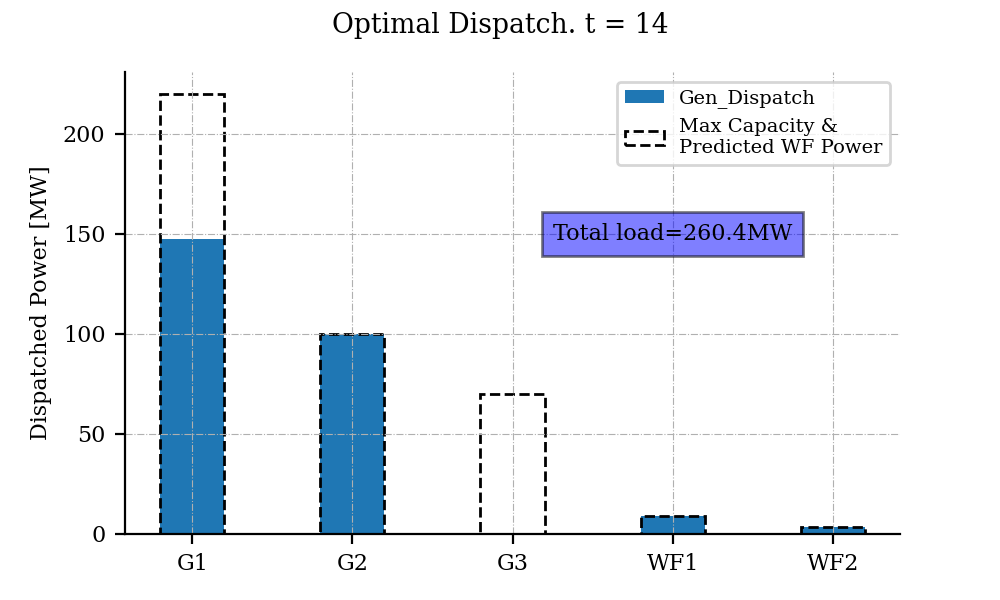 Optimal Dispatch. t = 14
Dispatched Power [MW]
200
150
100
50
0
Gen_Dispatch
Max Capacity &
Predicted WF Power
Total load=260.4MW
G1
G2
G3
WF1
WF2